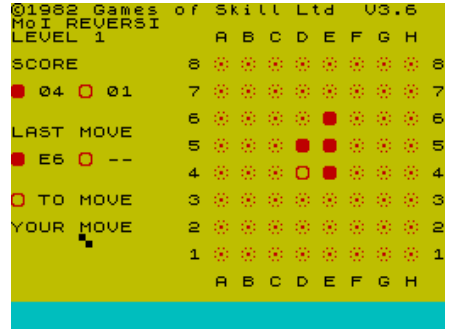 ©1982 Games of Skill Ltd V3.6
MoI REVERSI
LEVEL 1 A B C D E F G H
SCORE 8 8
04 01 7 7
6 6
LAST MOVE
5 5
E6 -- 4 4
TO MOVE 3 3
YOUR MOVE 2 2
1 1
A B C D E F G H